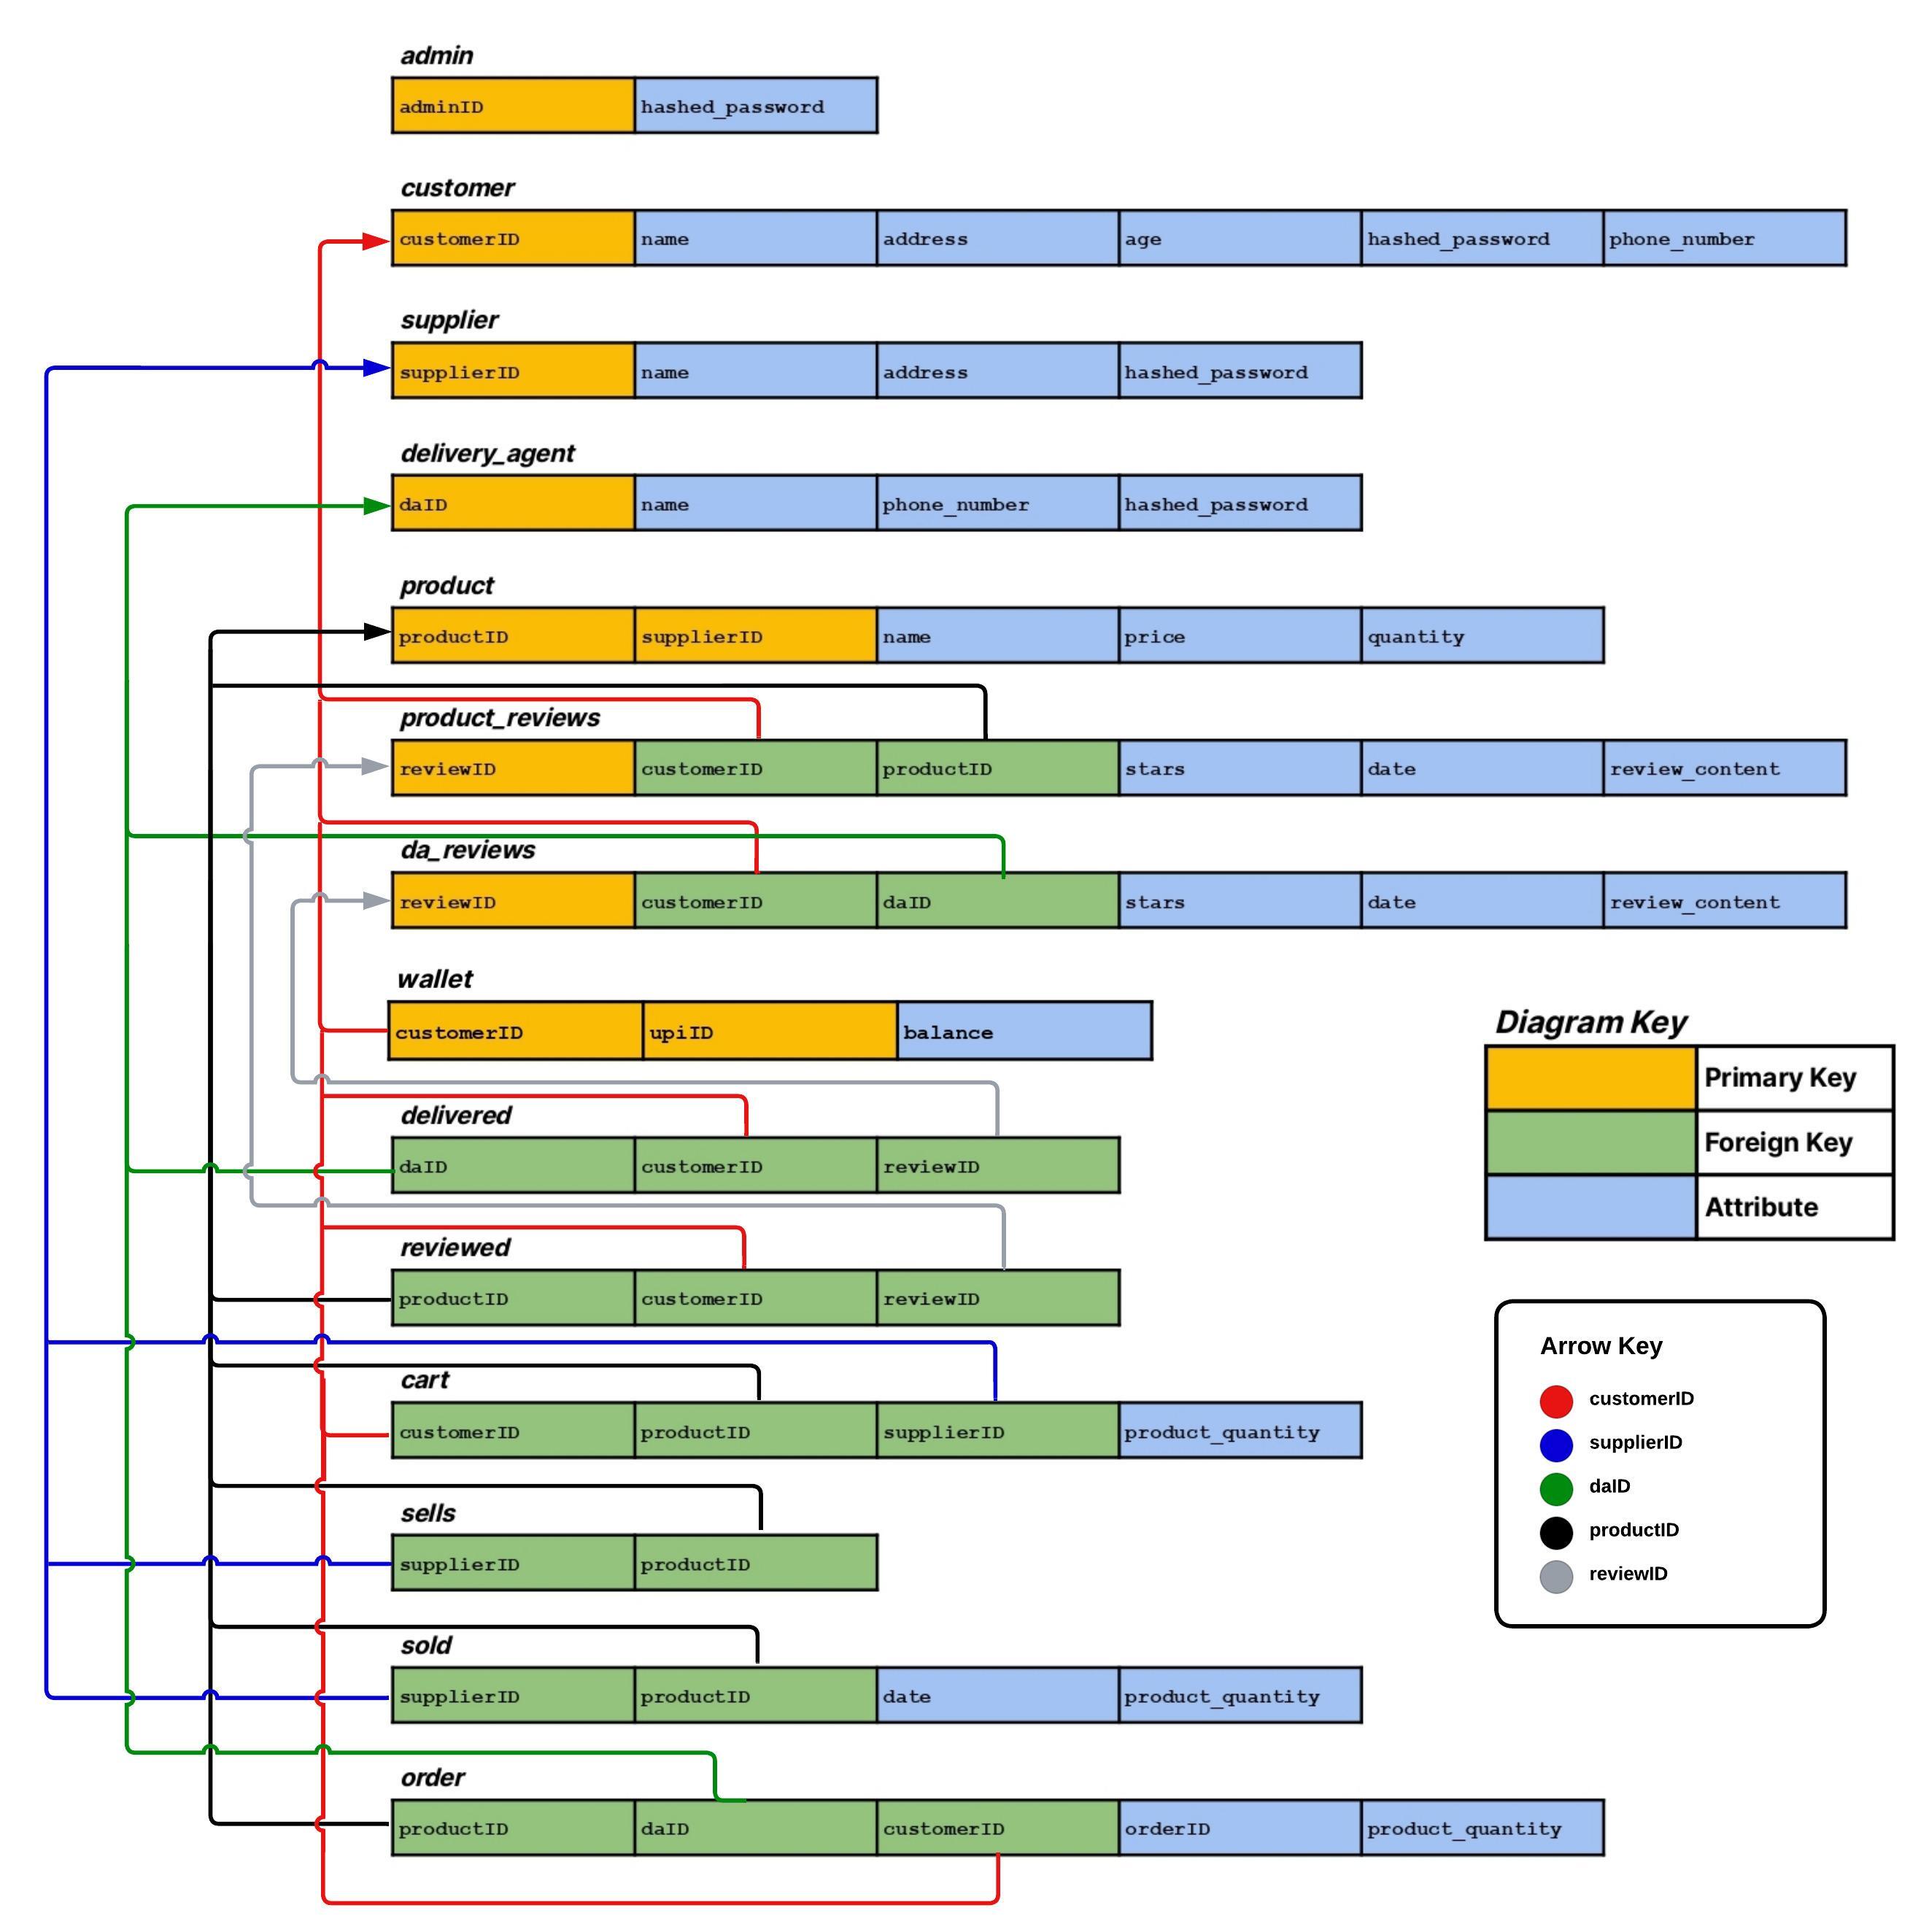 admin
adminID hashed_password
customer
customerID name address age hashed_password phone_number
supplier
supplierID name address hashed_password
delivery_agent
daID name phone_number hashed_password
product
productID supplierID name price quantity
product_reviews
reviewID customerID productID stars date review_content
da_reviews
reviewID customerID daID stars date review_content
wallet
customerID upiID balance
delivered
daID customerID reviewID
reviewed
productID customerID reviewID
cart
customerID productID supplierID product_quantity
sells
supplierID productID
sold
supplierID productID date product_quantity
order
productID daID customerID orderID product_quantity
Diagram Key
Primary Key
Foreign Key
Attribute
Arrow Key
customerID
supplierID
daID
productID
reviewID